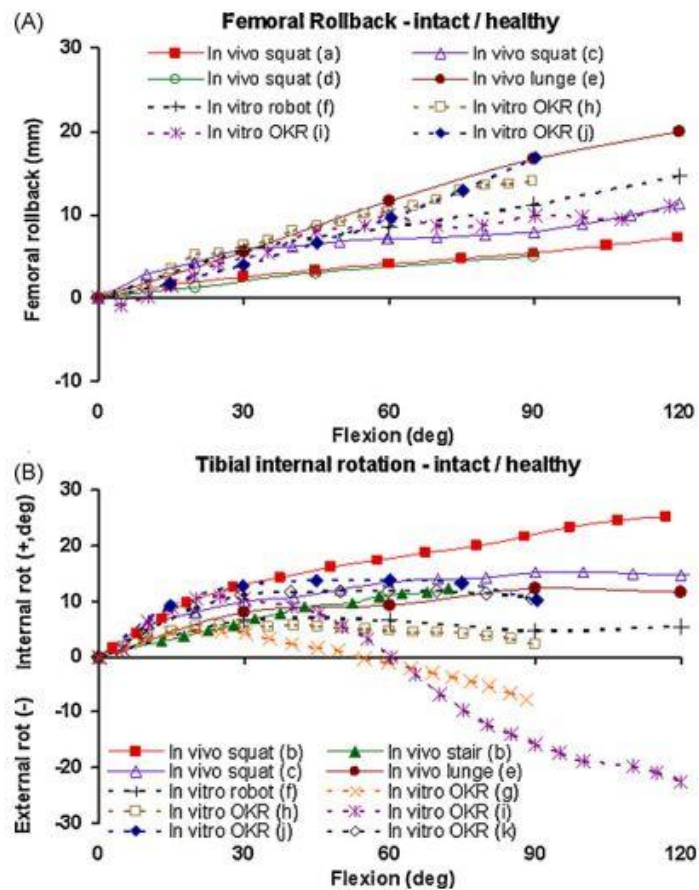 (A) Femoral Rollback - intact / healthy
In vivo squat (a) In vivo squat (c)
In vivo squat (d) In vivo lunge (e)
In vitro robot (f) In vitro OKR (h)
In vitro OKR (i) In vitro OKR (j)
Femoral rollback (mm)
30
20
10
0
-10
0 30 60 90 120
Flexion (deg)
(B) Tibial internal rotation - intact / healthy
Internal rot (+,deg)
External rot (-)
30
20
10
0
-10
-20
-30
In vivo squat (b) In vivo stair (b)
In vivo squat (c) In vivo lunge (e)
In vitro robot (f) In vitro OKR (g)
In vitro OKR (h) In vitro OKR (i)
In vitro OKR (j) In vitro OKR (k)
0 30 60 90 120
Flexion (deg)